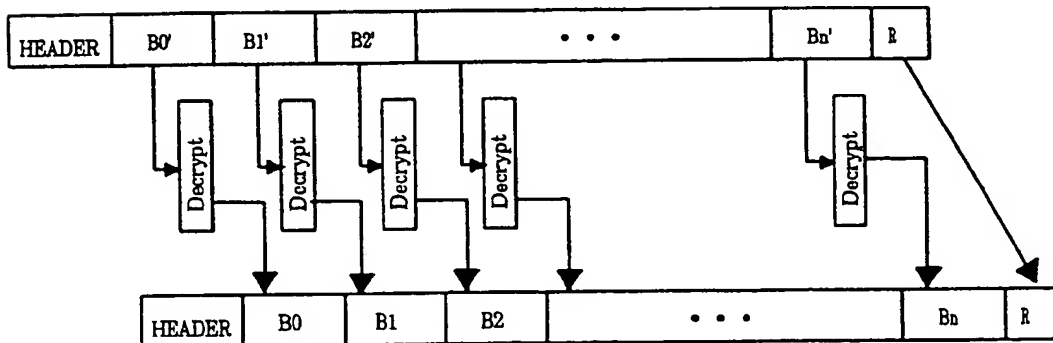 HEADER B0' B1' B2' • • • Bn' R
Decrypt Decrypt Decrypt Decrypt Decrypt
HEADER B0 B1 B2 • • • Bn R